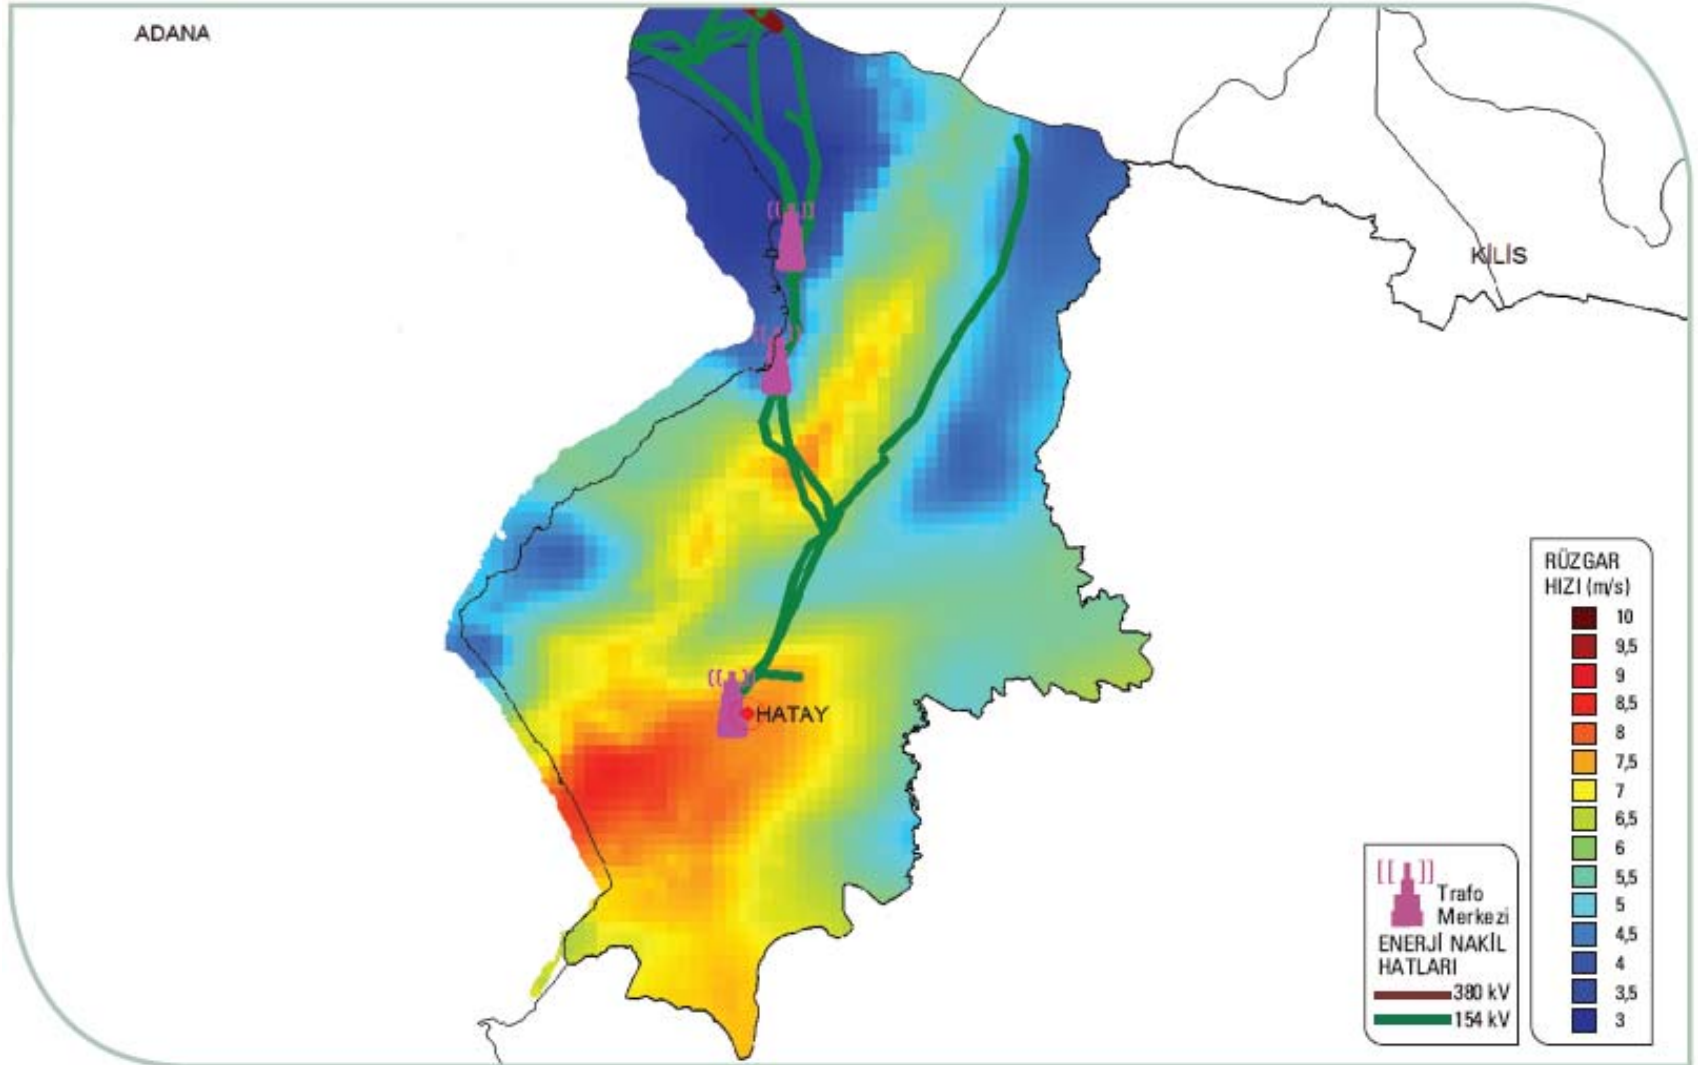 ADANA
KİLİS
HATAY
RÜZGAR
HIZI (m/s)
10
9,5
9
8,5
8
7,5
7
6,5
6
5,5
5
4,5
4
3,5
3
[[ ]]
Trafo
Merkezi
ENERJİ NAKİL
HATLARI
380 kV
154 kV